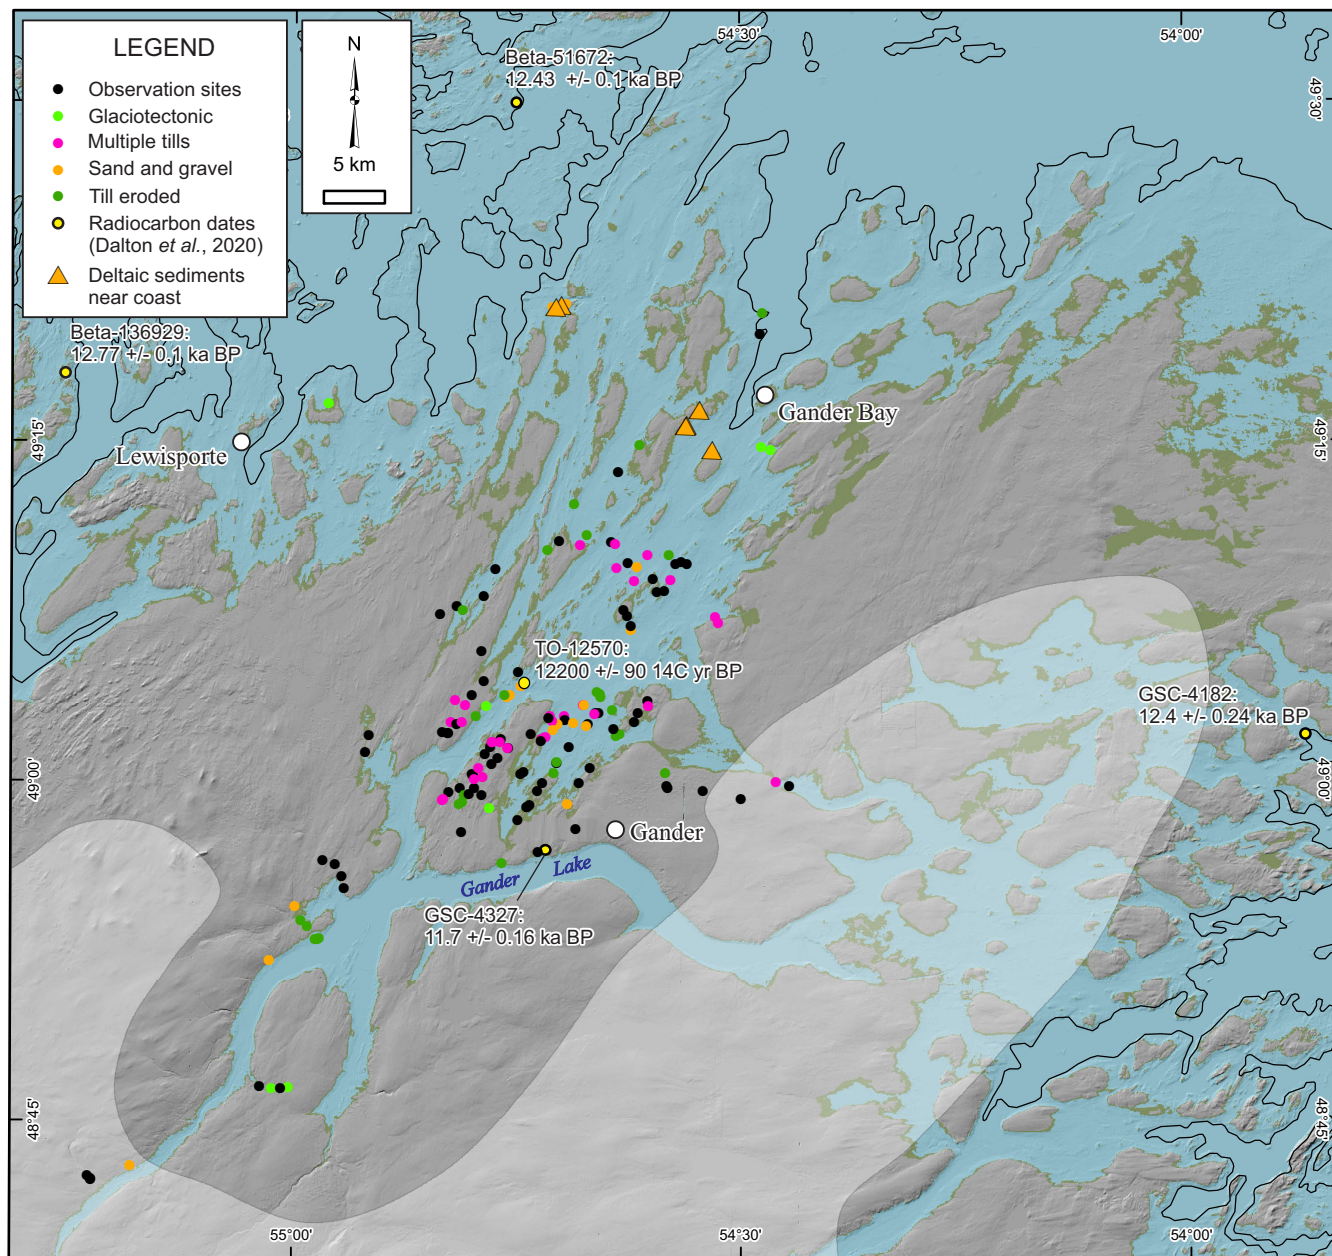 LEGEND
Observation sites
Glaciotectonic
Multiple tills
Sand and gravel
Till eroded
Radiocarbon dates
(Dalton et al., 2020)
Deltaic sediments
near coast
N
5 km
54°30'
54°00'
49°30'
Beta-51672:
12.43 +/- 0.1 ka BP
Beta-136929:
12.77 +/- 0.1 ka BP
Gander Bay
Lewisporte
49°15'
49°15'
TO-12570:
12200 +/- 90 14C yr BP
GSC-4182:
12.4 +/- 0.24 ka BP
49°00'
49°00'
Gander
Gander Lake
GSC-4327:
11.7 +/- 0.16 ka BP
48°45'
48°45'
55°00'
54°30'
54°00'